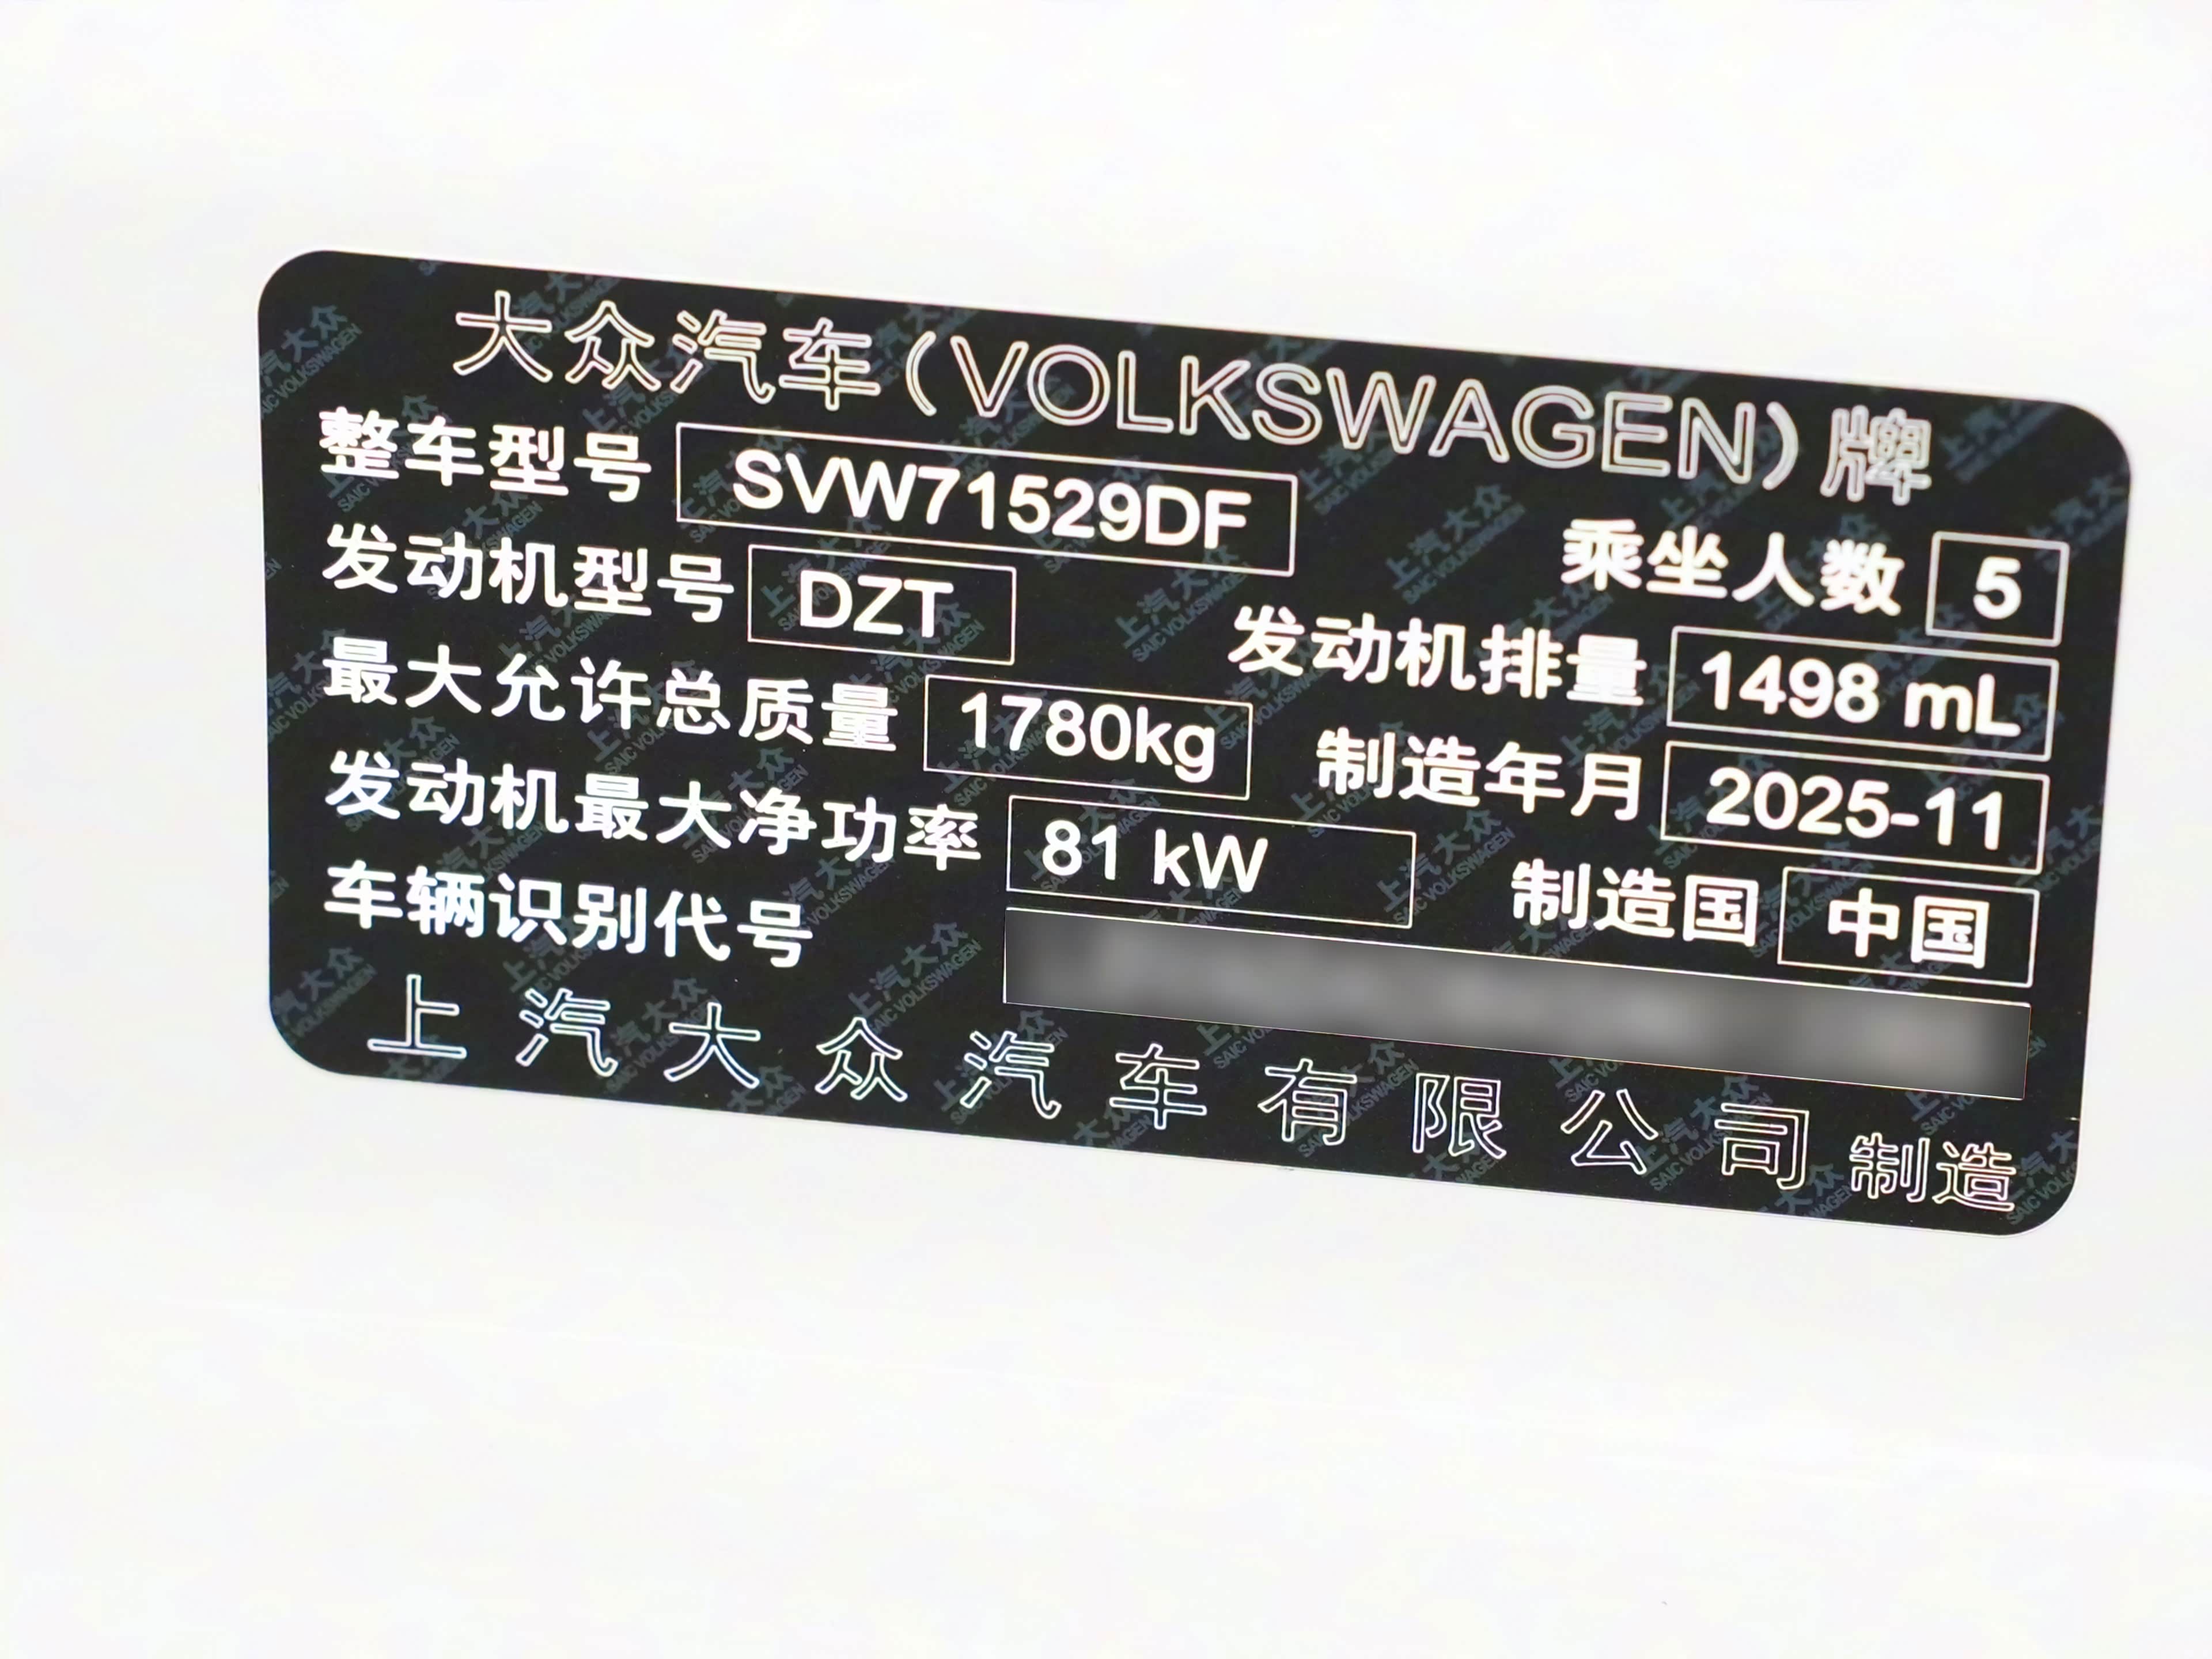 大众汽车(VOLKSWAGEN)牌
整车型号 SVW71529DF 乘坐人数 5
发动机型号 DZT 发动机排量 1498 mL
最大允许总质量 1780kg 制造年月 2025-11
发动机最大净功率 81 kW 制造国 中国
车辆识别代号
上汽大众汽车有限公司制造